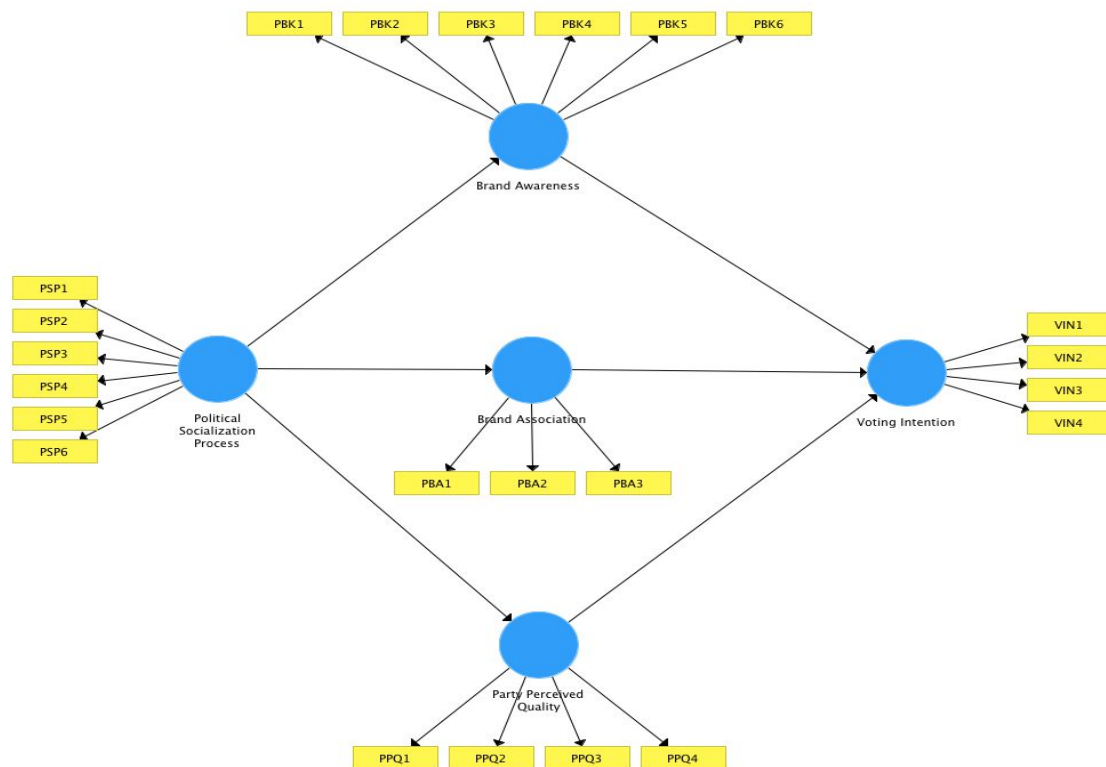 PBK1
PBK2
PBK3
PBK4
PBK5
PBK6
Brand Awareness
PSP1
PSP2
PSP3
PSP4
PSP5
PSP6
Political
Socialization
Process
Brand Association
PBA1
PBA2
PBA3
VIN1
VIN2
VIN3
VIN4
Voting Intention
Party Perceived
Quality
PPQ1
PPQ2
PPQ3
PPQ4